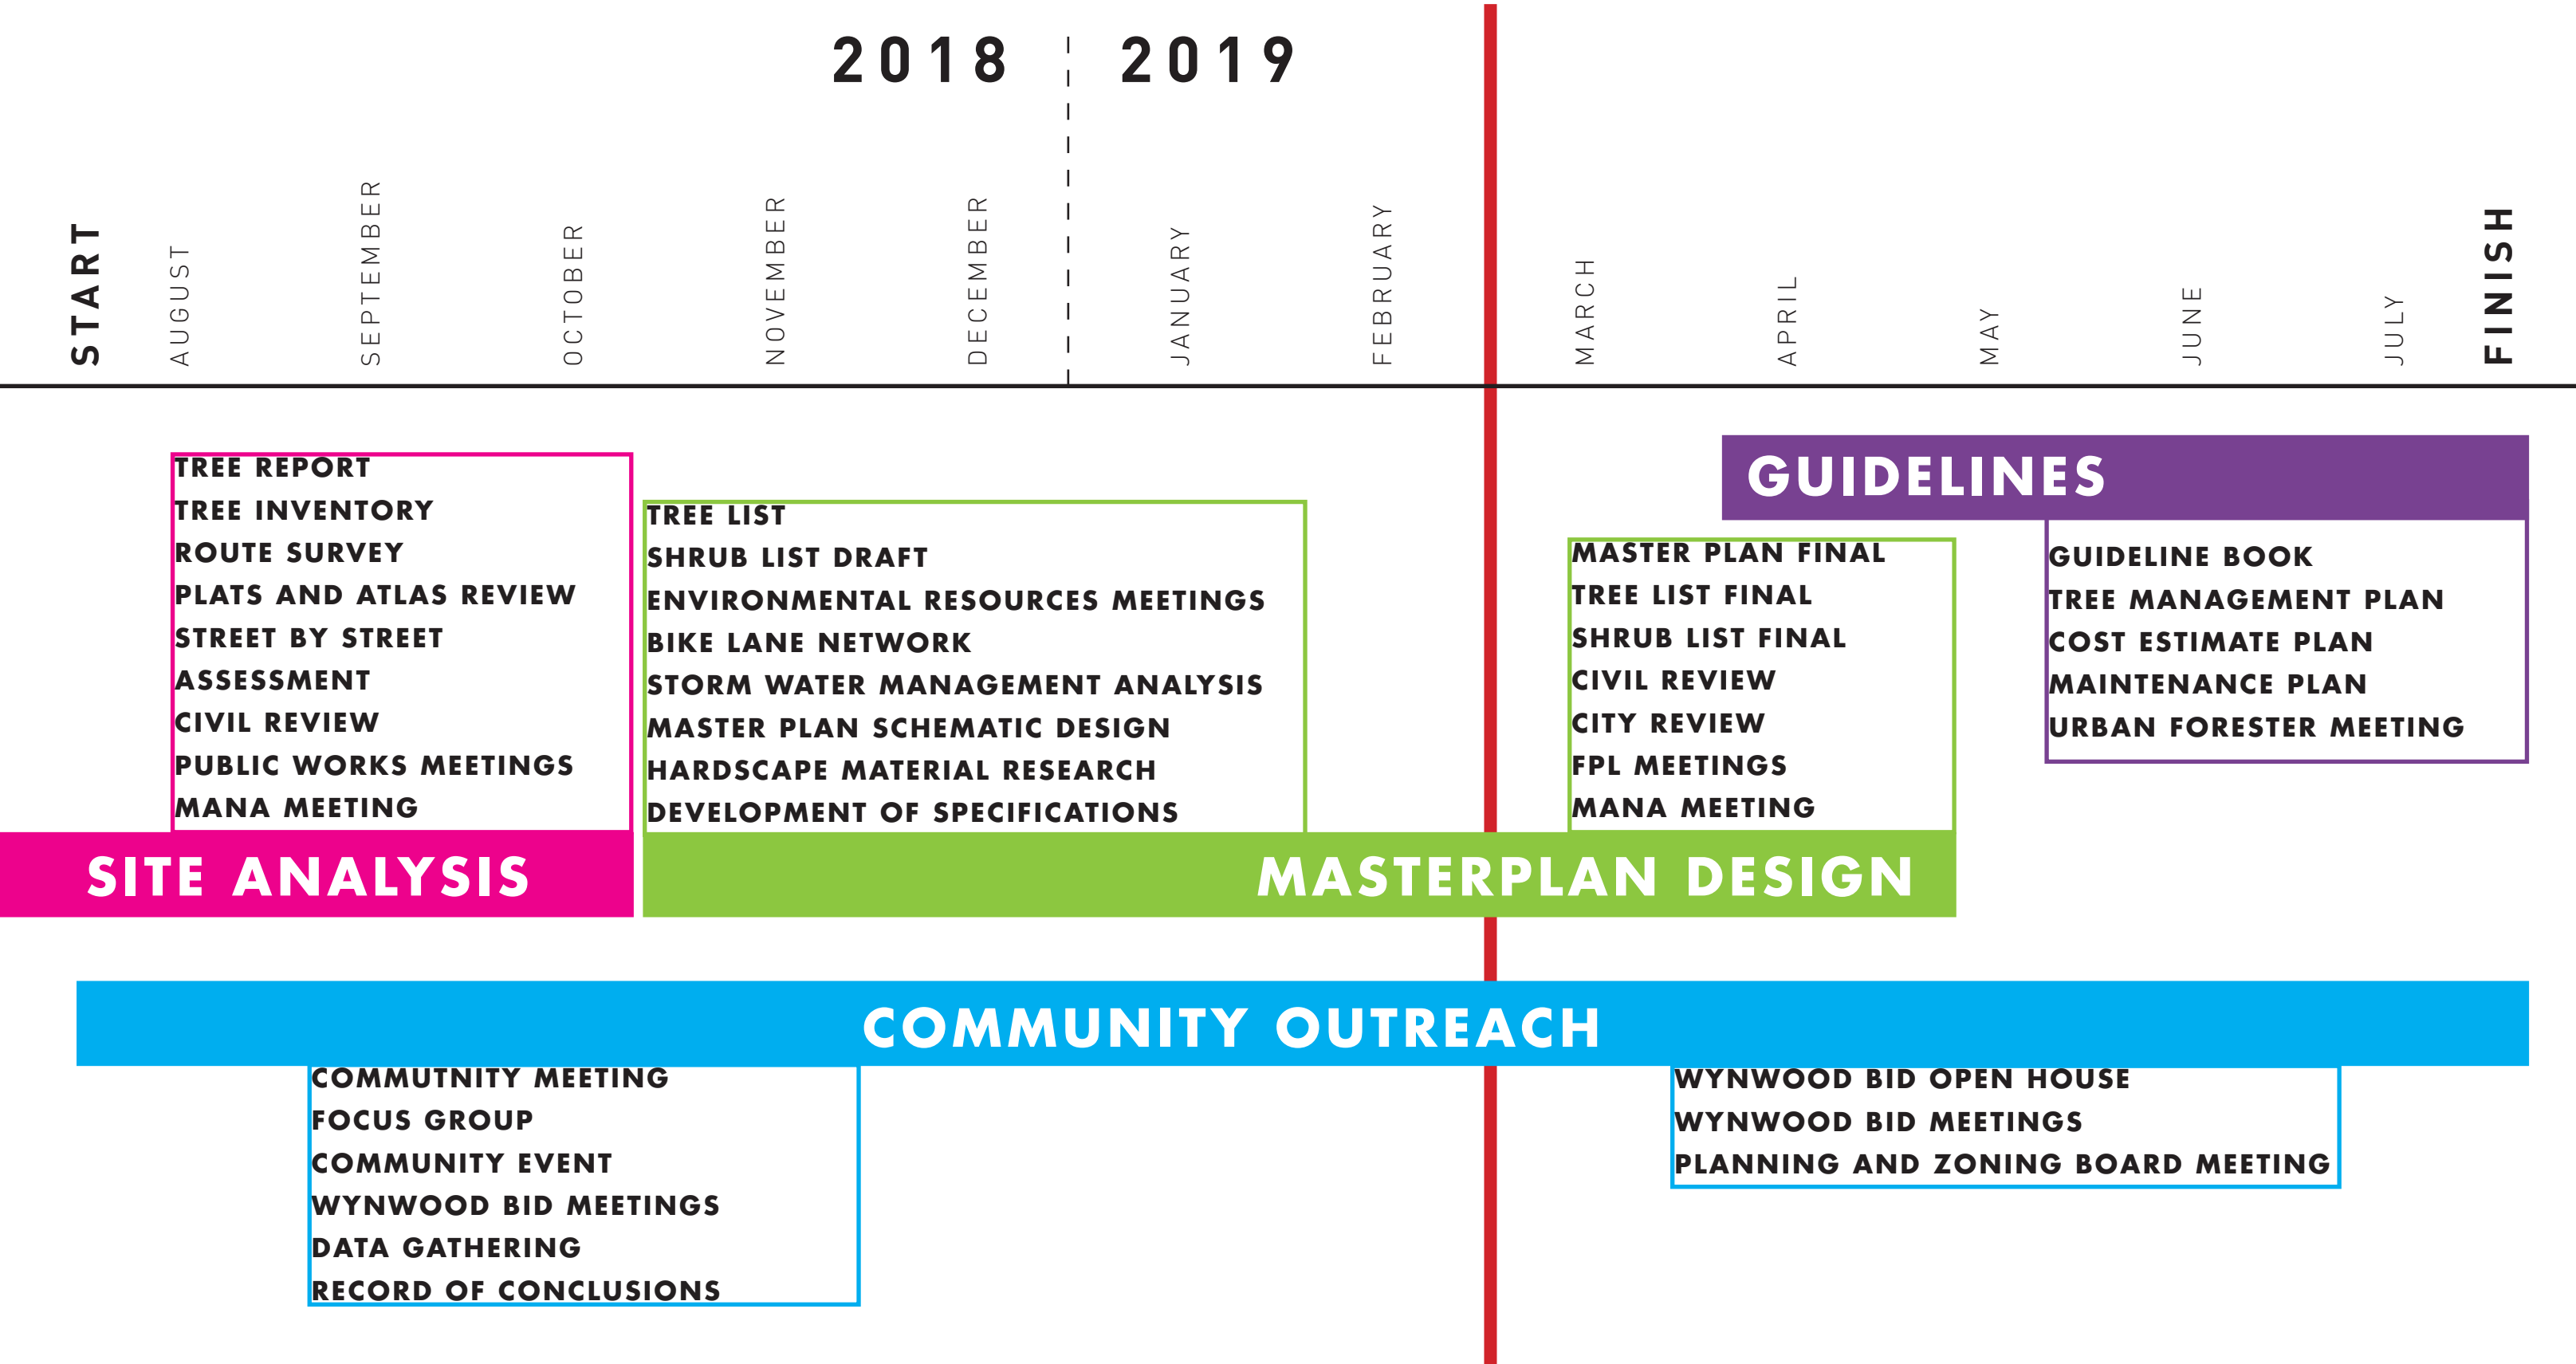 2018
2019
START
AUGUST
SEPTEMBER
OCTOBER
NOVEMBER
DECEMBER
JANUARY
FEBRUARY
MARCH
APRIL
MAY
JUNE
JULY
FINISH
TREE REPORT
TREE INVENTORY
ROUTE SURVEY
PLATS AND ATLAS REVIEW
STREET BY STREET
ASSESSMENT
CIVIL REVIEW
PUBLIC WORKS MEETINGS
MANA MEETING
SITE ANALYSIS
TREE LIST
SHRUB LIST DRAFT
ENVIRONMENTAL RESOURCES MEETINGS
BIKE LANE NETWORK
STORM WATER MANAGEMENT ANALYSIS
MASTER PLAN SCHEMATIC DESIGN
HARDSCAPE MATERIAL RESEARCH
DEVELOPMENT OF SPECIFICATIONS
MASTER PLAN FINAL
TREE LIST FINAL
SHRUB LIST FINAL
CIVIL REVIEW
CITY REVIEW
FPL MEETINGS
MANA MEETING
MASTERPLAN DESIGN
GUIDELINES
GUIDELINE BOOK
TREE MANAGEMENT PLAN
COST ESTIMATE PLAN
MAINTENANCE PLAN
URBAN FORESTER MEETING
COMMUNITY OUTREACH
COMMUTNITY MEETING
FOCUS GROUP
COMMUNITY EVENT
WYNWOOD BID MEETINGS
DATA GATHERING
RECORD OF CONCLUSIONS
WYNWOOD BID OPEN HOUSE
WYNWOOD BID MEETINGS
PLANNING AND ZONING BOARD MEETING